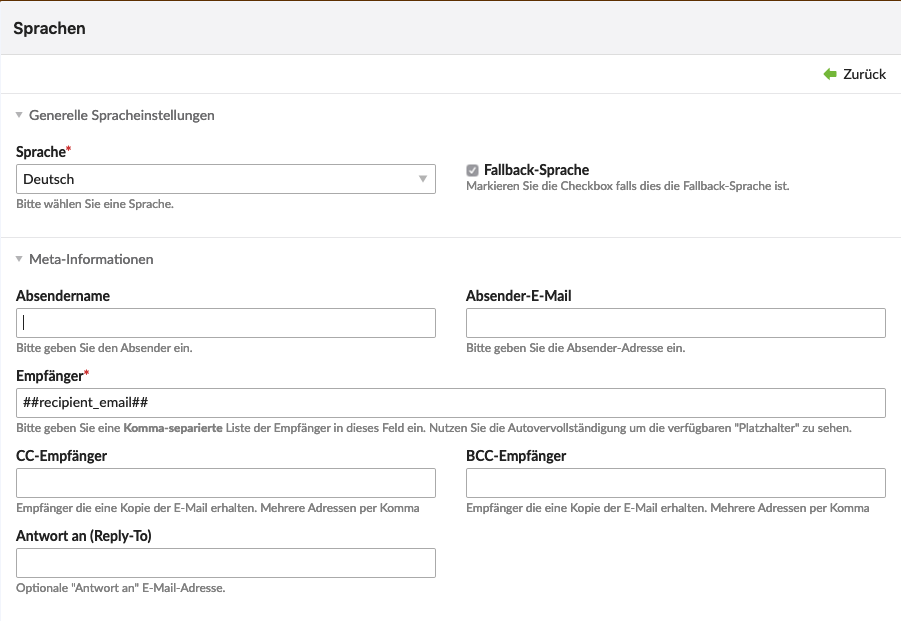 Sprachen
Zurück
Generelle Spracheinstellungen
Sprache*
Deutsch
Bitte wählen Sie eine Sprache.
Fallback-Sprache
Markieren Sie die Checkbox falls dies die Fallback-Sprache ist.
Meta-Informationen
Absendername
Bitte geben Sie den Absender ein.
Absender-E-Mail
Bitte geben Sie die Absender-Adresse ein.
Empfänger*
##recipient_email##
Bitte geben Sie eine Komma-separierte Liste der Empfänger in dieses Feld ein. Nutzen Sie die Autovervollständigung um die verfügbaren "Platzhalter" zu sehen.
CC-Empfänger
Empfänger die eine Kopie der E-Mail erhalten. Mehrere Adressen per Komma
BCC-Empfänger
Empfänger die eine Kopie der E-Mail erhalten. Mehrere Adressen per Komma
Antwort an (Reply-To)
Optionale "Antwort an" E-Mail-Adresse.